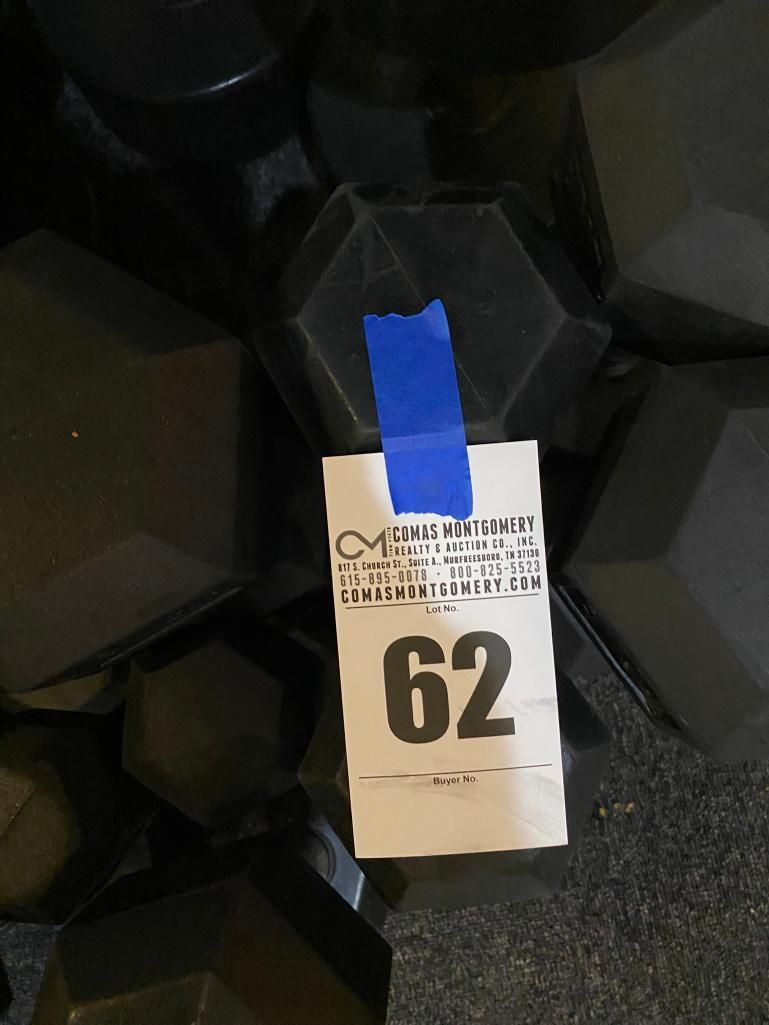 CM COMAS MONTGOMERY
REALTY & AUCTION CO., INC.
817 S. CHURCH ST., SUITE A., MURFREESBORO, TN 37130
615-895-0078 · 800-825-5523
COMASMONTGOMERY.COM
Lot No.
62
Buyer No.